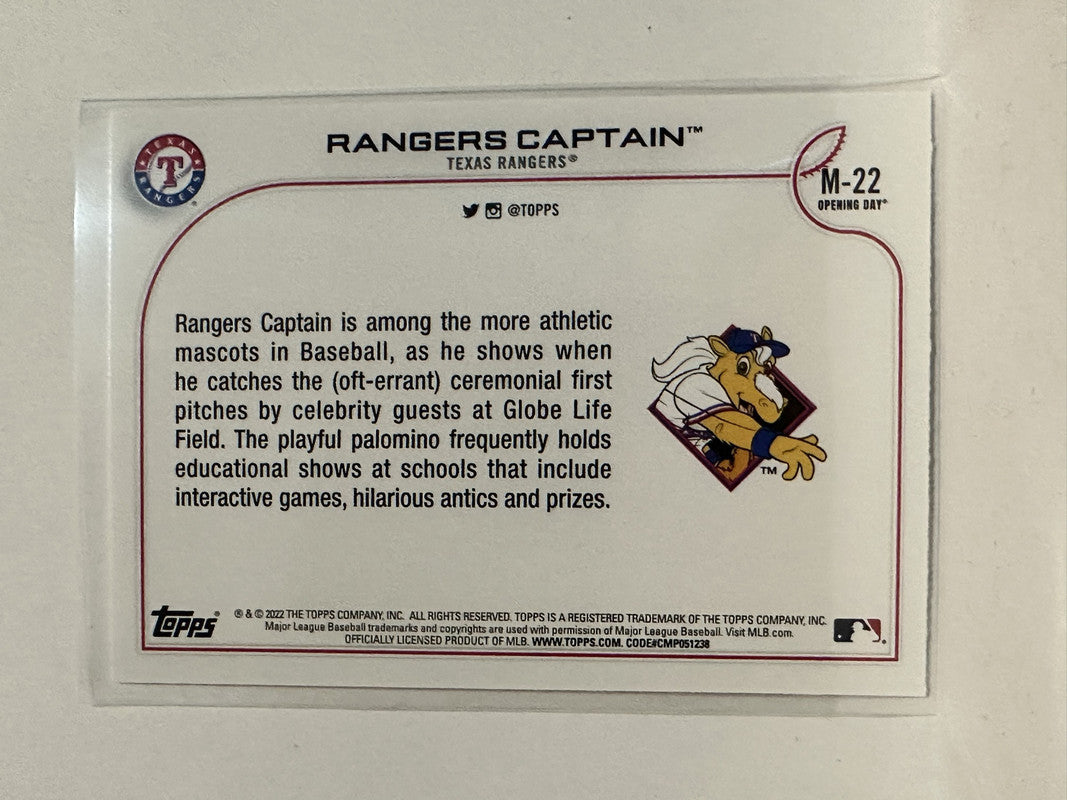 RANGERS CAPTAIN™
TEXAS RANGERS®
TEXAS
T
RANGERS
®
M-22
OPENING DAY®
@TOPPS
Rangers Captain is among the more athletic
mascots in Baseball, as he shows when
he catches the (oft-errant) ceremonial first
pitches by celebrity guests at Globe Life
Field. The playful palomino frequently holds
educational shows at schools that include
interactive games, hilarious antics and prizes.
TM
topps®
® & © 2022 THE TOPPS COMPANY, INC. ALL RIGHTS RESERVED. TOPPS IS A REGISTERED TRADEMARK OF THE TOPPS COMPANY, INC.
Major League Baseball trademarks and copyrights are used with permission of Major League Baseball. Visit MLB.com.
OFFICIALLY LICENSED PRODUCT OF MLB. WWW.TOPPS.COM. CODE#CMP051238